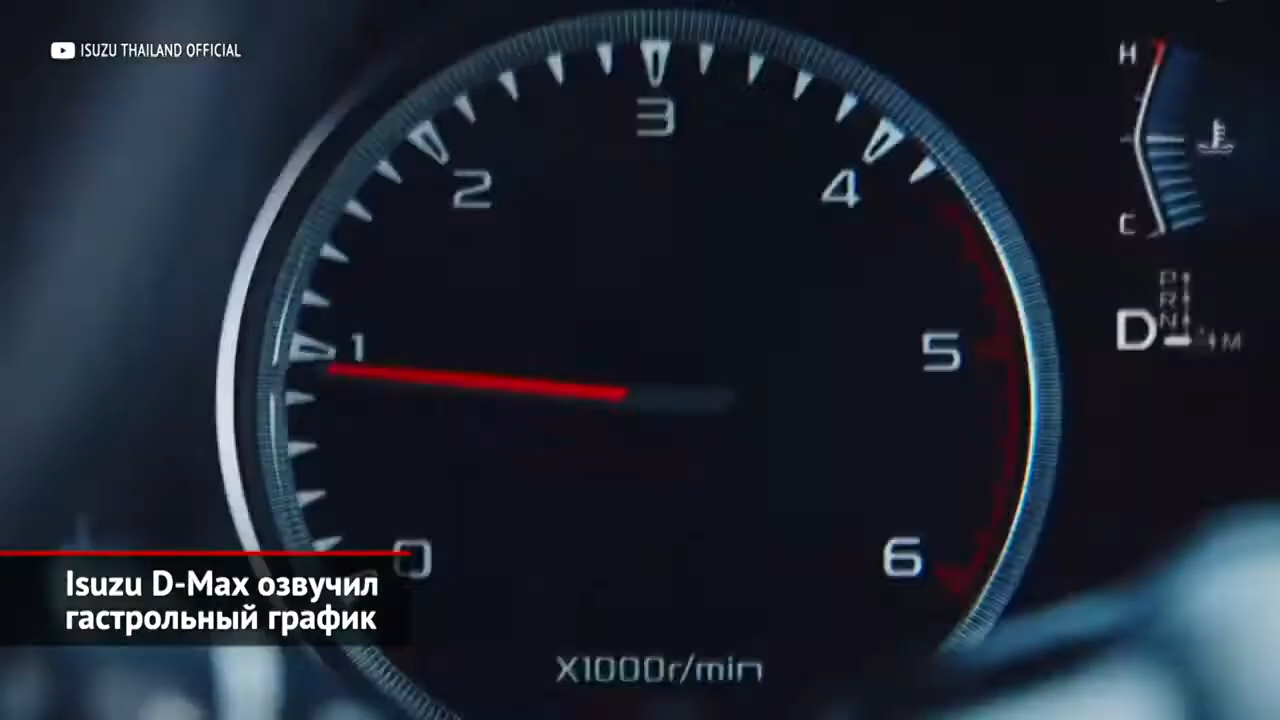 ISUZU THAILAND OFFICIAL
H
3
2
4
C
P
R
N
D
M
1
5
0
6
Isuzu D-Max озвучил
гастрольный график
X1000r/min